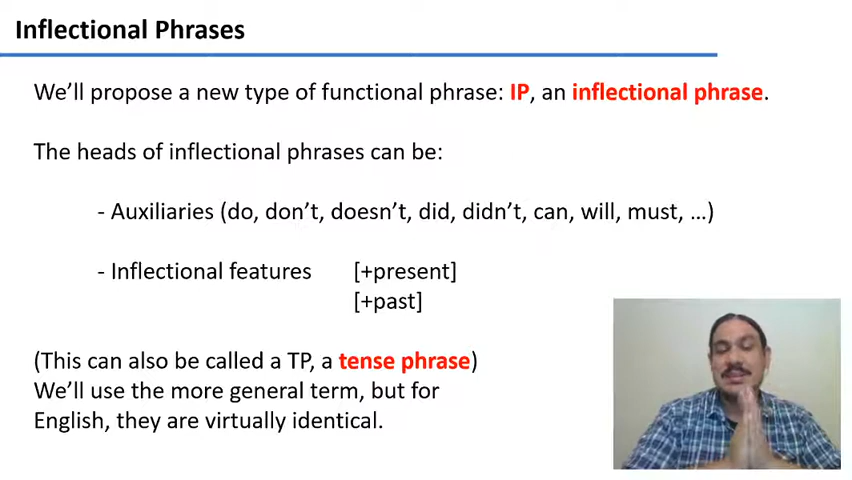 Inflectional Phrases
We'll propose a new type of functional phrase: IP, an inflectional phrase.
The heads of inflectional phrases can be:
- Auxiliaries (do, don't, doesn't, did, didn't, can, will, must, …)
- Inflectional features [+present]
[+past]
(This can also be called a TP, a tense phrase)
We'll use the more general term, but for
English, they are virtually identical.